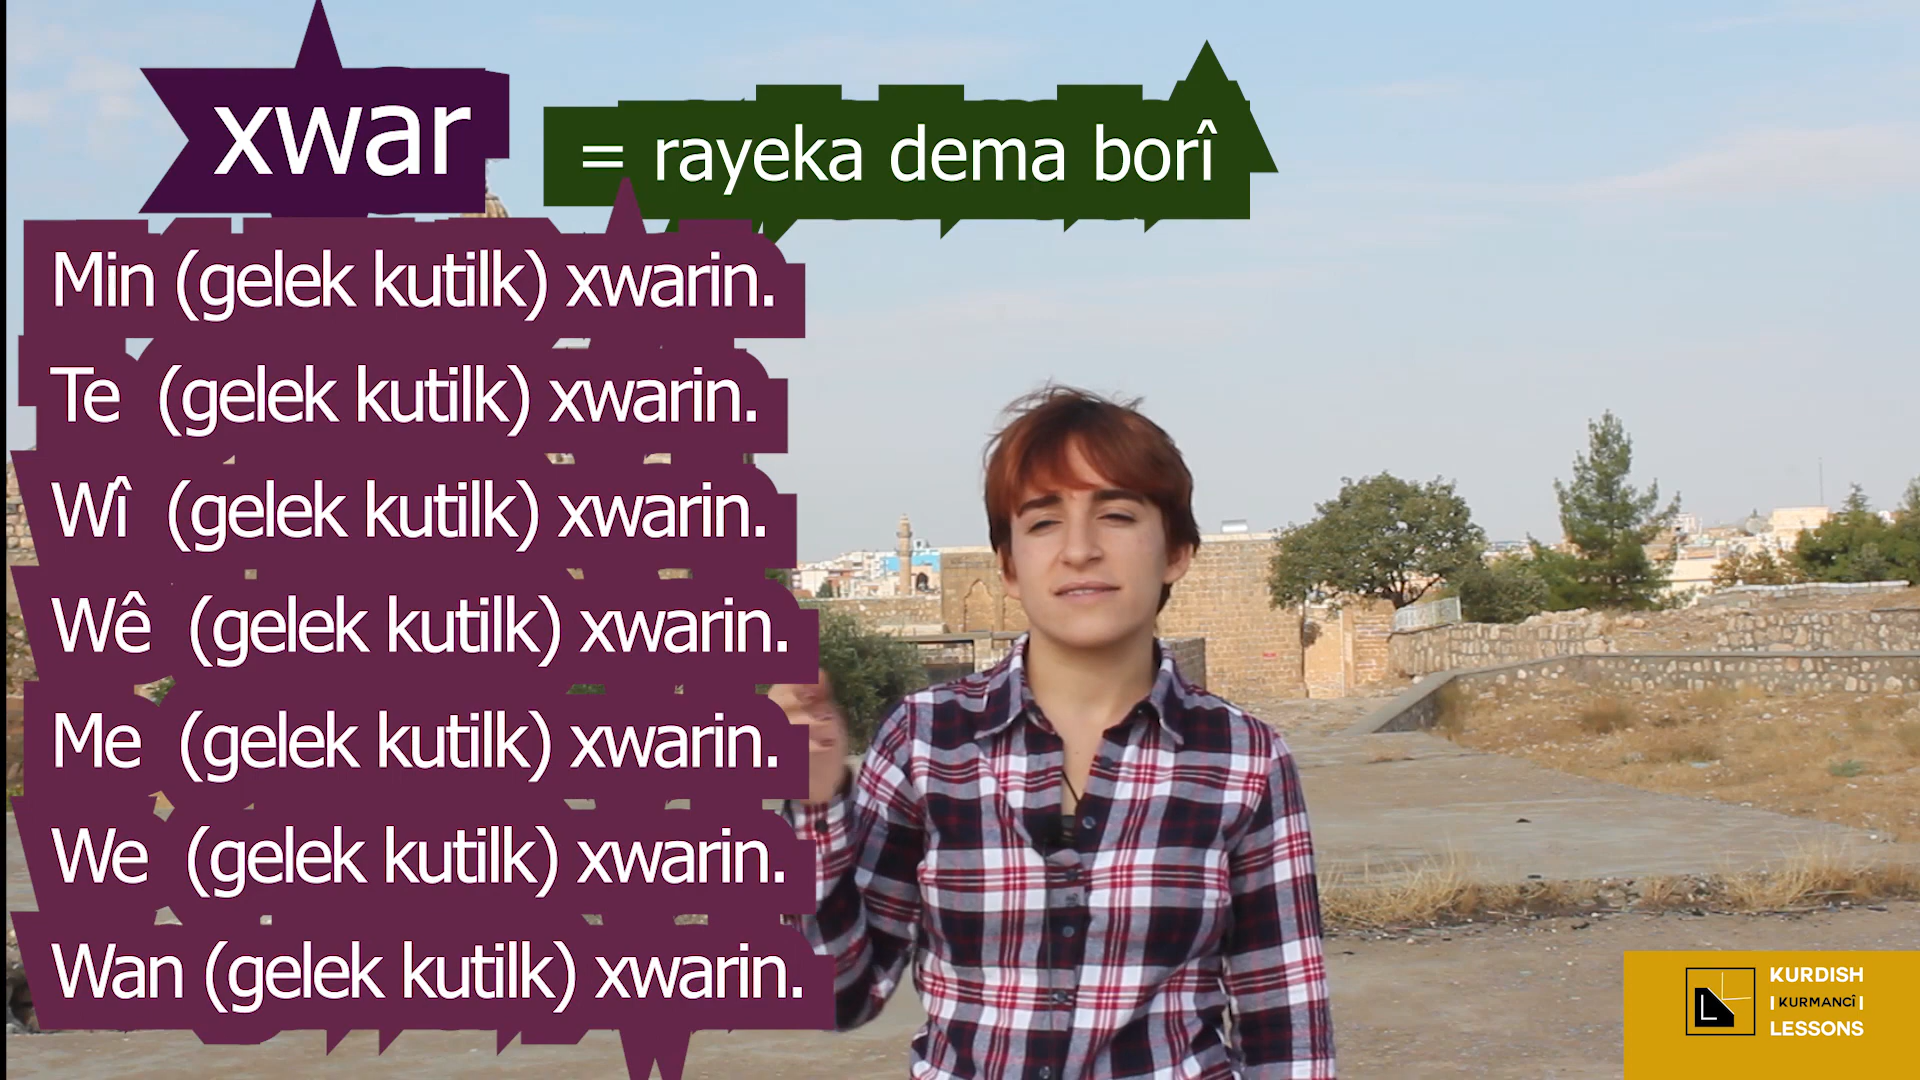 xwar
= rayeka dema borî
Min (gelek kutilk) xwarin.
Te (gelek kutilk) xwarin.
Wî (gelek kutilk) xwarin.
Wê (gelek kutilk) xwarin.
Me (gelek kutilk) xwarin.
We (gelek kutilk) xwarin.
Wan (gelek kutilk) xwarin.
KURDISH
| KURMANCÎ |
LESSONS